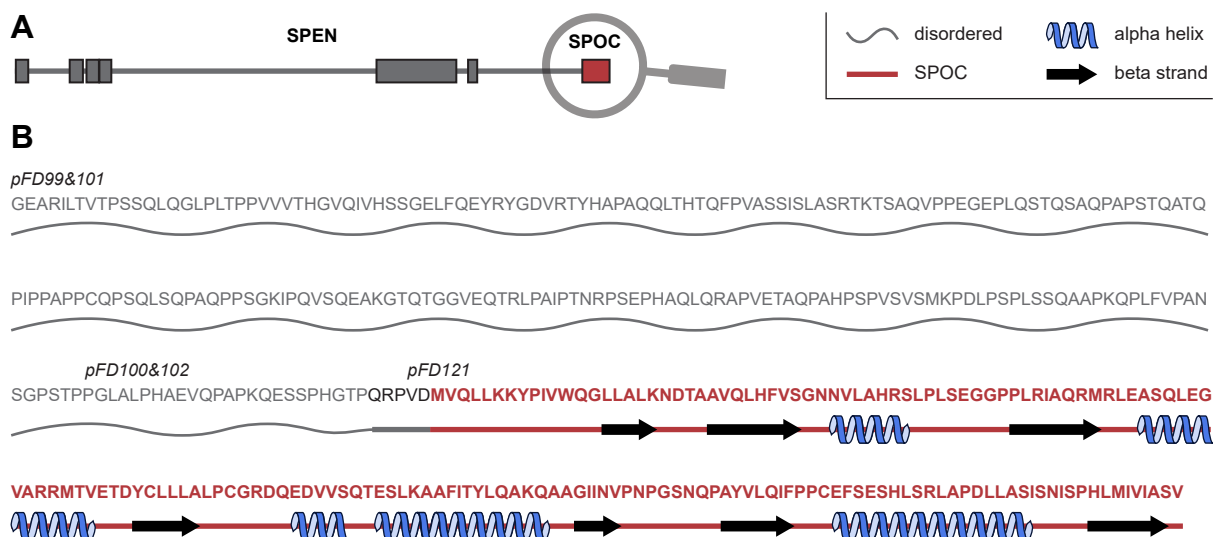 A
SPEN
SPOC
disordered
alpha helix
SPOC
beta strand
B
pFD99&101
GEARILTVTPSSQLQGLPLTPPVVVTHGVQIVHSSGELFQEYRYGDVRTYHAPAQQLTHTQFPVASSISLASRTKTSAQVPPEGEPLQSTQSAQPAPSTQATQ
PIPPAPPCQPSQLSQPAQPPSGKIPQVSQEAKGTQTGGVEQTRLPAIPTNRPSEPHAQLQRAPVETAQPAHPSPVSVSMKPDLPSPLSSQAAPKQPLFVPAN
pFD100&102 pFD121
SGPSTPPGLALPHAEVQPAPKQESSPHGTPQRPVDMVQLLKKYPIVWQGLLALKNDTAAVQLHFVSGNNVLAHRSLPLSEGGPPLRIAQRMRLEASQLEG
VARRMTVETDYCLLLALPCGRDQEDVVSQTESLKAAFITYLQAKQAAGIINVPNPGSNQPAYVLQIFPPCEFSESHLSRLAPDLLASISNISPHLMIVIASV